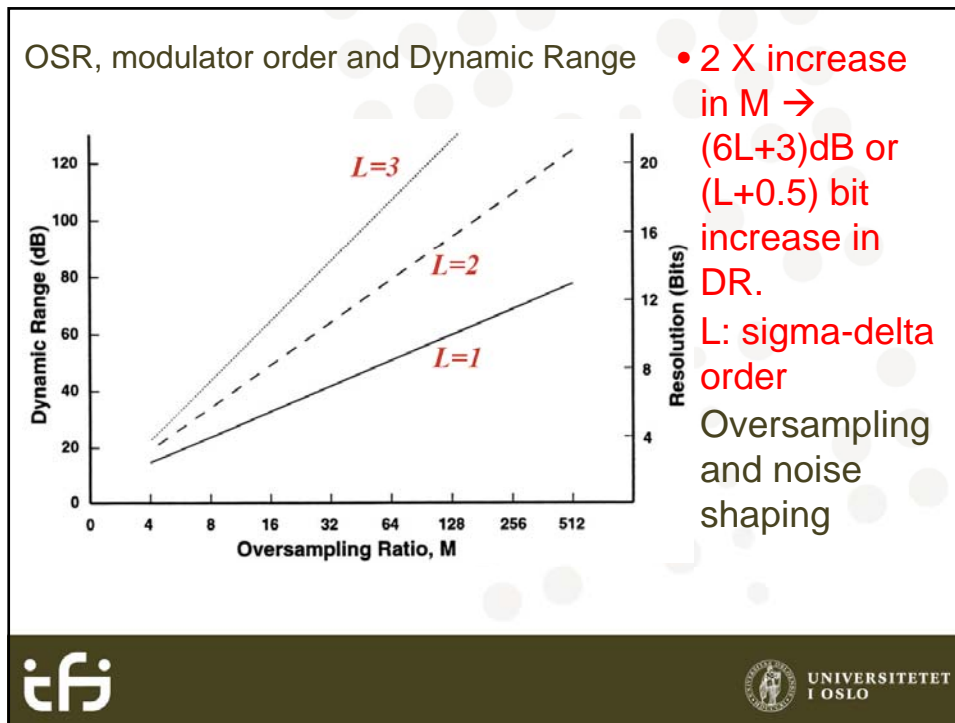 OSR, modulator order and Dynamic Range
• 2 X increase
in M →
(6L+3)dB or
(L+0.5) bit
increase in
DR.
L: sigma-delta
order
Oversampling
and noise
shaping
Dynamic Range (dB)
120
100
80
60
40
20
0
L=3
L=2
L=1
20
16
12
8
4
Resolution (Bits)
0 4 8 16 32 64 128 256 512
Oversampling Ratio, M
ifi
UNIVERSITETET
I OSLO